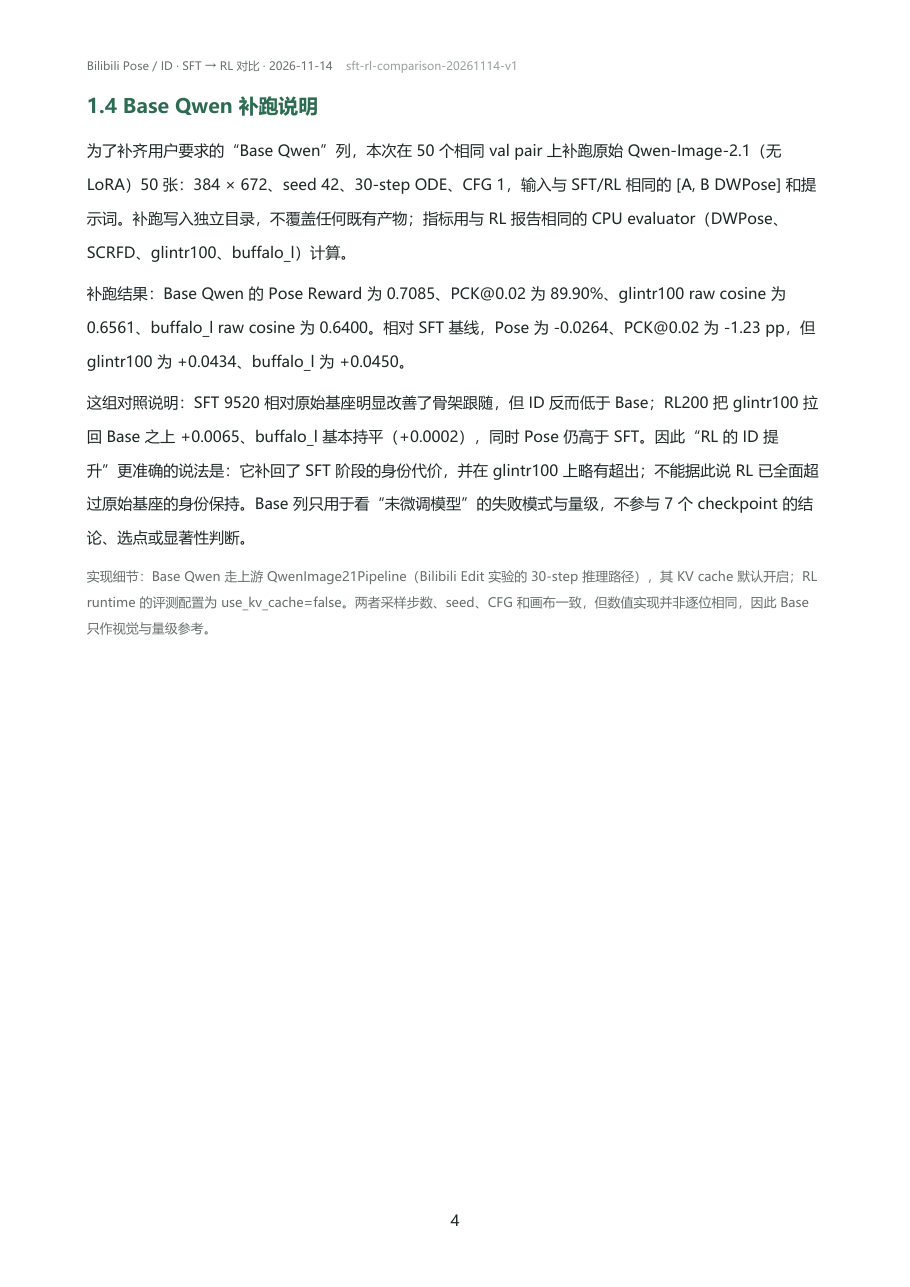 Bilibili Pose / ID · SFT → RL 对比 · 2026-11-14 sft-rl-comparison-20261114-v1
1.4 Base Qwen 补跑说明
为了补齐用户要求的“Base Qwen”列，本次在 50 个相同 val pair 上补跑原始 Qwen-Image-2.1（无
LoRA）50 张：384 × 672、seed 42、30-step ODE、CFG 1，输入与 SFT/RL 相同的 [A, B DWPose] 和提
示词。补跑写入独立目录，不覆盖任何既有产物；指标用与 RL 报告相同的 CPU evaluator（DWPose、
SCRFD、glintr100、buffalo_l）计算。
补跑结果：Base Qwen 的 Pose Reward 为 0.7085、PCK@0.02 为 89.90%、glintr100 raw cosine 为
0.6561、buffalo_l raw cosine 为 0.6400。相对 SFT 基线，Pose 为 -0.0264、PCK@0.02 为 -1.23 pp，但
glintr100 为 +0.0434、buffalo_l 为 +0.0450。
这组对照说明：SFT 9520 相对原始基座明显改善了骨架跟随，但 ID 反而低于 Base；RL200 把 glintr100 拉
回 Base 之上 +0.0065、buffalo_l 基本持平（+0.0002），同时 Pose 仍高于 SFT。因此“RL 的 ID 提
升”更准确的说法是：它补回了 SFT 阶段的身份代价，并在 glintr100 上略有超出；不能据此说 RL 已全面超
过原始基座的身份保持。Base 列只用于看“未微调模型”的失败模式与量级，不参与 7 个 checkpoint 的结
论、选点或显著性判断。
实现细节：Base Qwen 走上游 QwenImage21Pipeline（Bilibili Edit 实验的 30-step 推理路径），其 KV cache 默认开启；RL
runtime 的评测配置为 use_kv_cache=false。两者采样步数、seed、CFG 和画布一致，但数值实现并非逐位相同，因此 Base
只作视觉与量级参考。
4